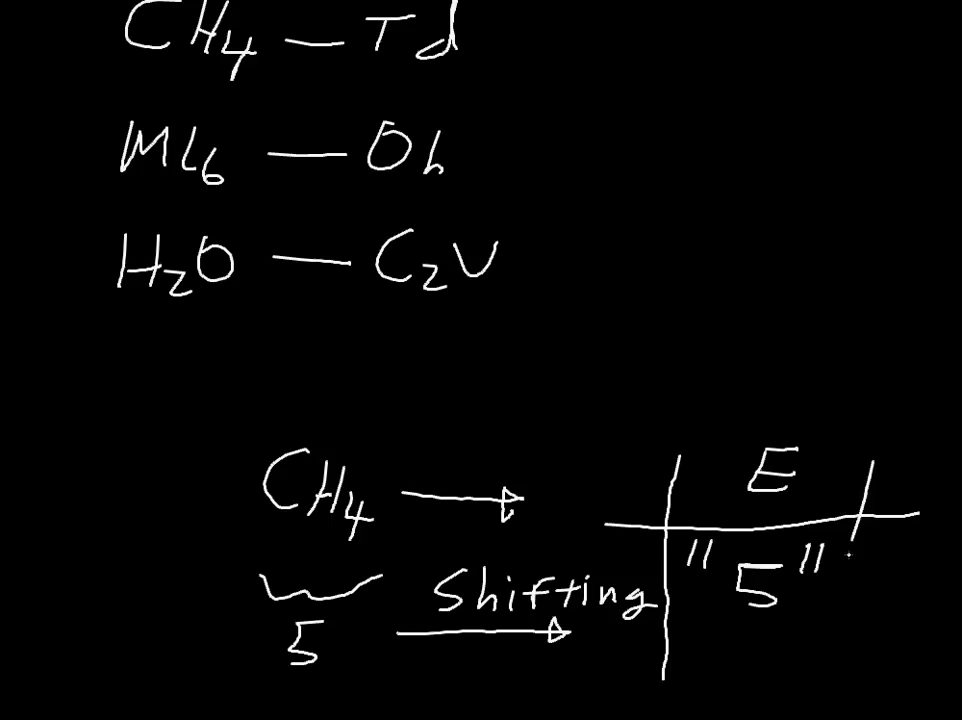 CH4 — Td
ML6 — Oh
H2O — C2V
CH4 → E
5 Shifting → "5"